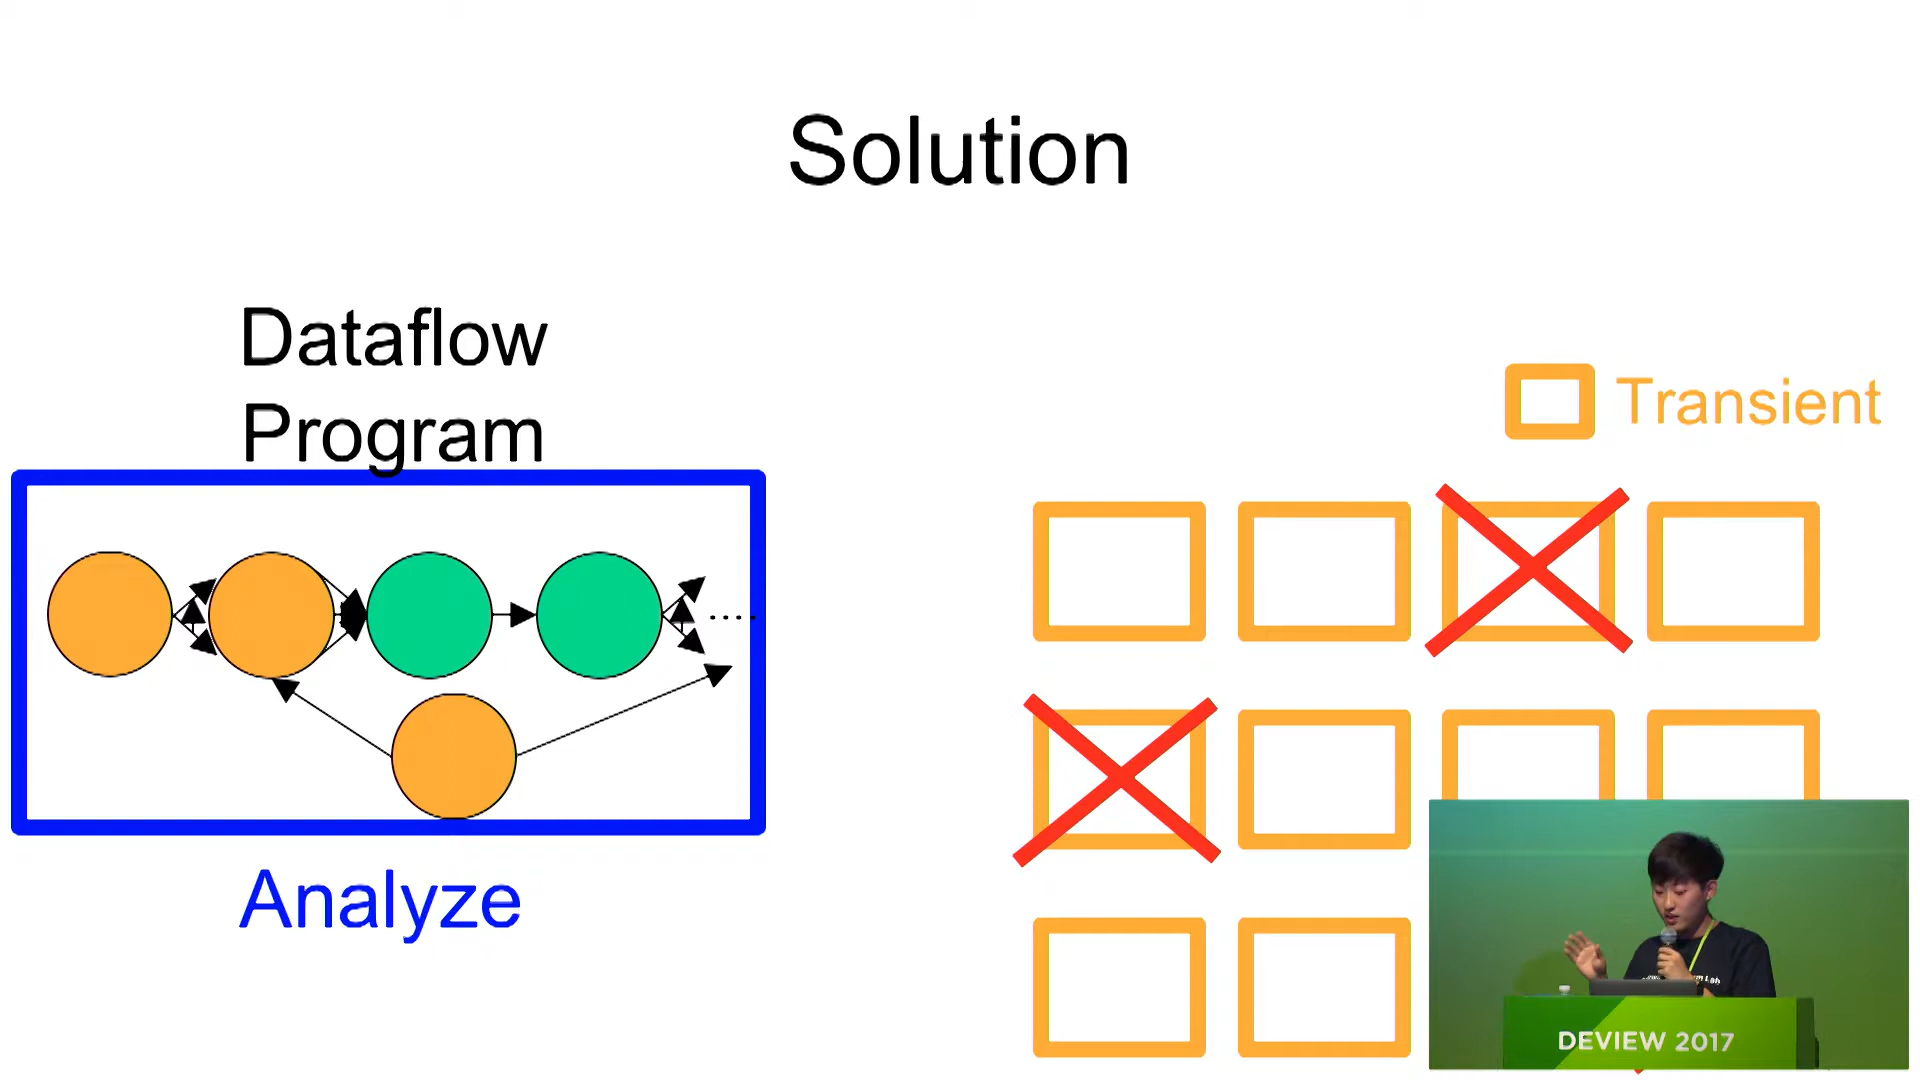 Solution
Dataflow
Program
Transient
Analyze
DEVIEW 2017